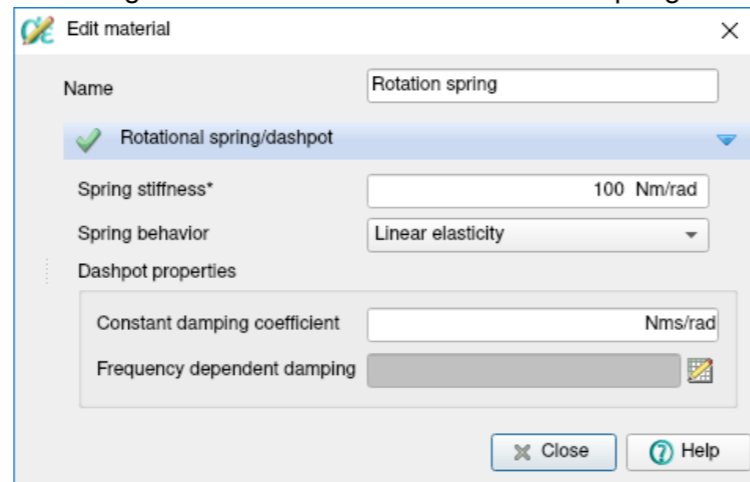 Edit material
Name Rotation spring
Rotational spring/dashpot
Spring stiffness* 100 Nm/rad
Spring behavior Linear elasticity
Dashpot properties
Constant damping coefficient Nms/rad
Frequency dependent damping
Close Help